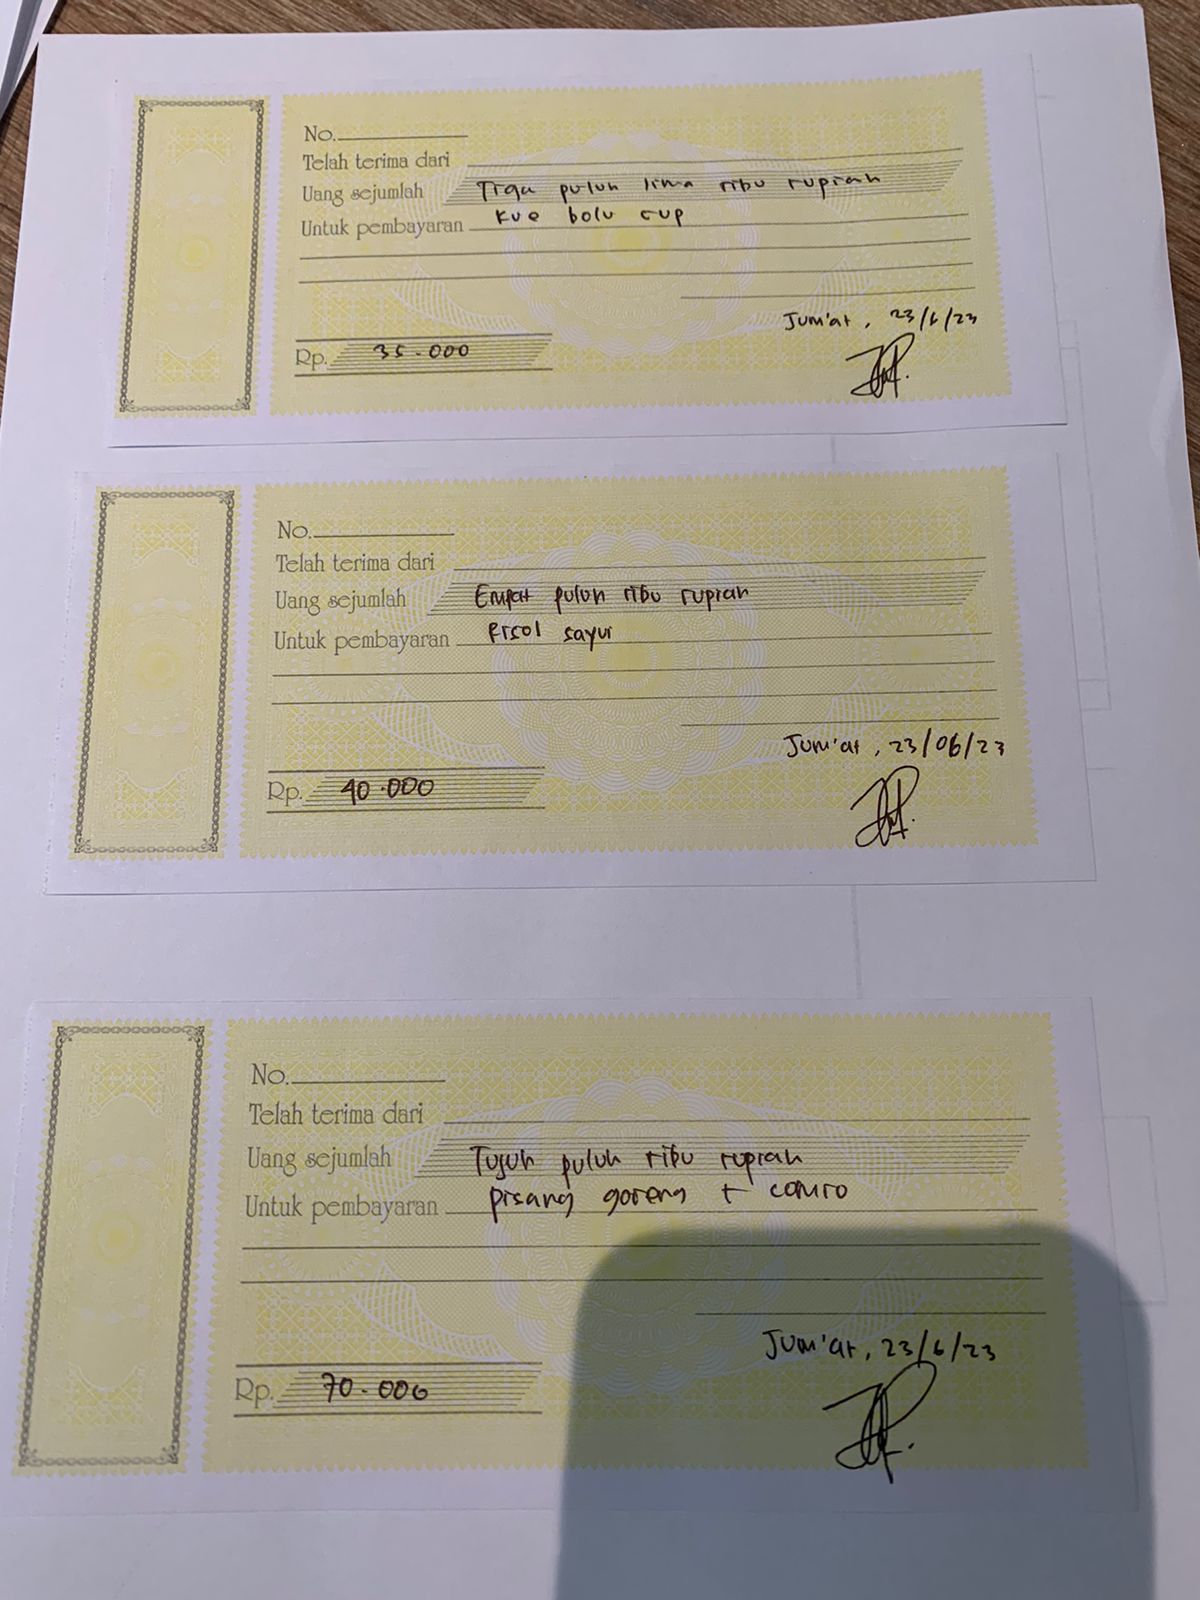 No.
Telah terima dari
Uang sejumlah Tiga puluh lima ribu rupiah
Untuk pembayaran kue bolu cup
Jum'at, 23/6/23
Rp. 35.000
No.
Telah terima dari
Uang sejumlah Empat puluh ribu rupiah
Untuk pembayaran Risol sayur
Jum'at, 23/06/23
Rp. 40.000
No.
Telah terima dari
Uang sejumlah Tujuh puluh ribu rupiah
Untuk pembayaran pisang goreng + comro
Jum'at, 23/6/23
Rp. 70.000